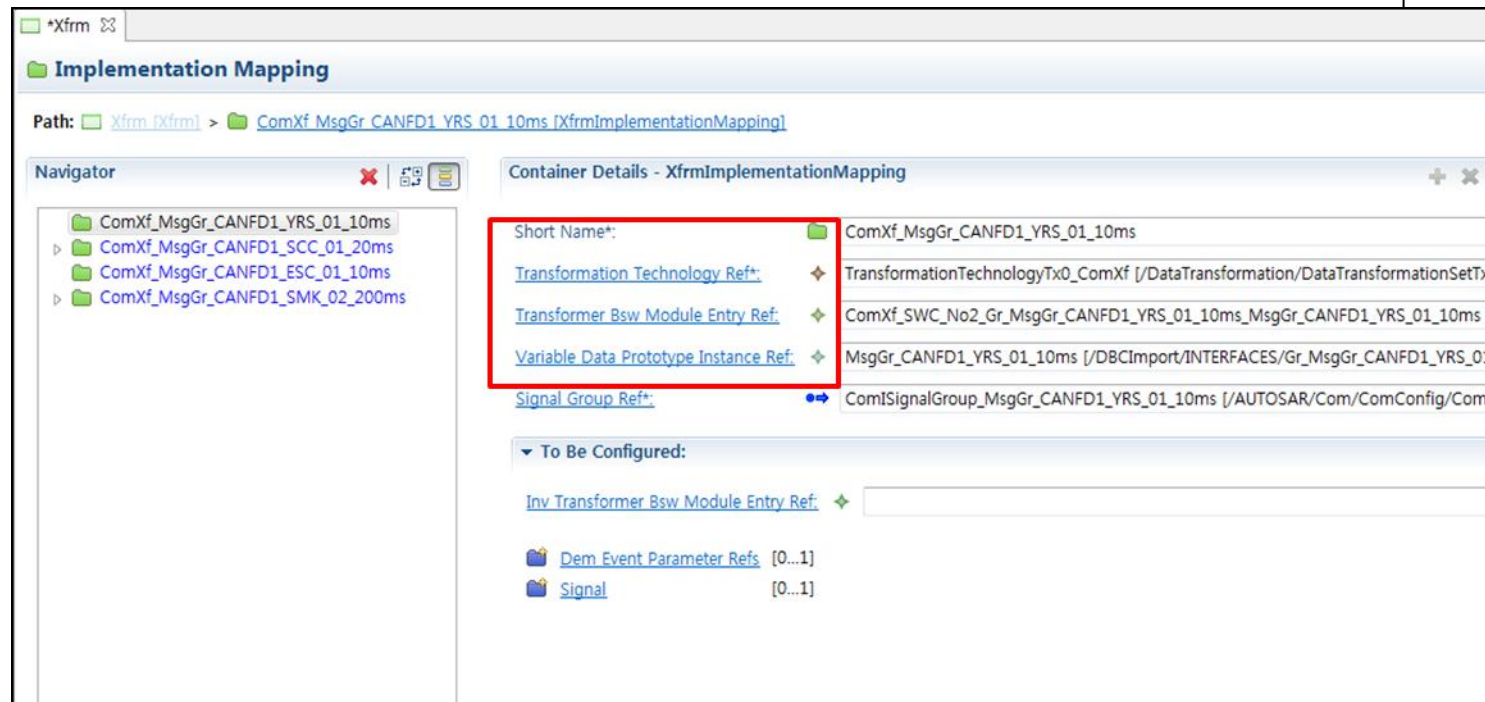 *Xfrm
Implementation Mapping
Path: Xfrm [Xfrm] > ComXf_MsgGr_CANFD1_YRS_01_10ms [XfrmImplementationMapping]
Navigator
ComXf_MsgGr_CANFD1_YRS_01_10ms
ComXf_MsgGr_CANFD1_SCC_01_20ms
ComXf_MsgGr_CANFD1_ESC_01_10ms
ComXf_MsgGr_CANFD1_SMK_02_200ms
Container Details - XfrmImplementationMapping
Short Name*: ComXf_MsgGr_CANFD1_YRS_01_10ms
Transformation Technology Ref*: TransformationTechnologyTx0_ComXf [/DataTransformation/DataTransformationSetTx
Transformer Bsw Module Entry Ref: ComXf_SWC_No2_Gr_MsgGr_CANFD1_YRS_01_10ms_MsgGr_CANFD1_YRS_01_10ms
Variable Data Prototype Instance Ref: MsgGr_CANFD1_YRS_01_10ms [/DBCImport/INTERFACES/Gr_MsgGr_CANFD1_YRS_01
Signal Group Ref*: ComISignalGroup_MsgGr_CANFD1_YRS_01_10ms [/AUTOSAR/Com/ComConfig/Com
To Be Configured:
Inv Transformer Bsw Module Entry Ref:
Dem Event Parameter Refs [0...1]
Signal [0...1]